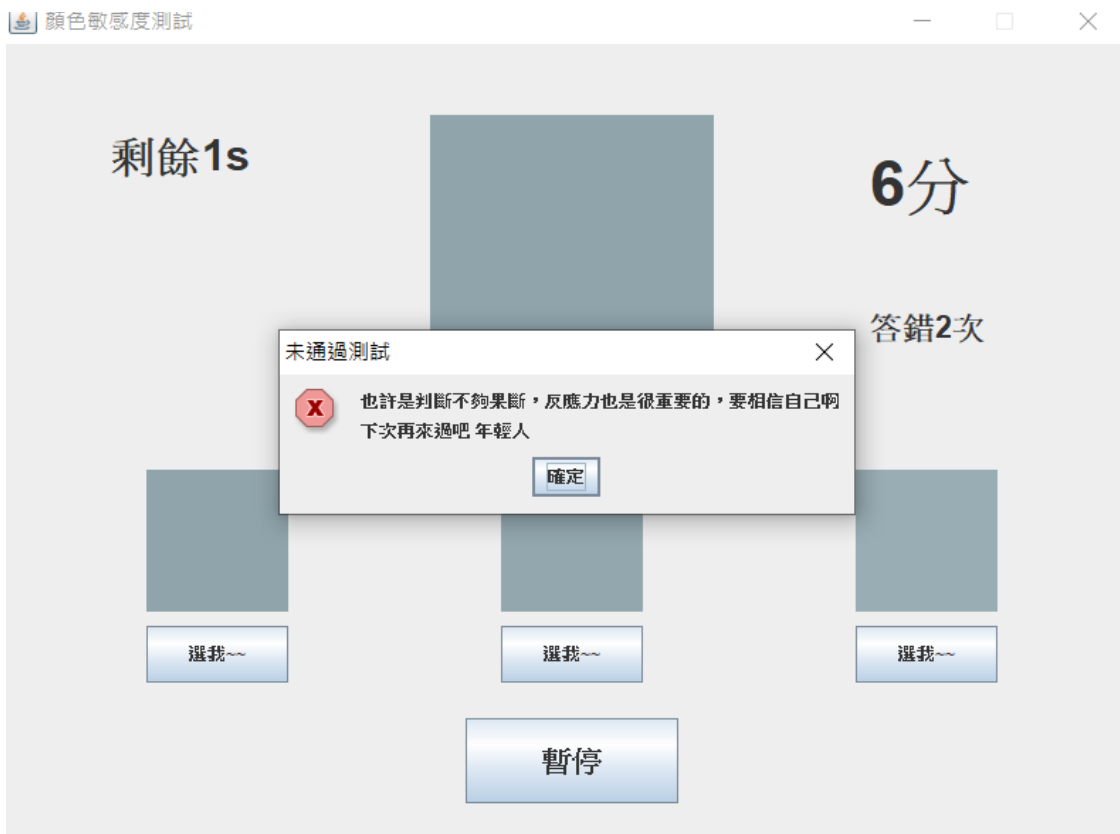 顏色敏感度測試
剩餘1s
6分
答錯2次
未通過測試
也許是判斷不夠果斷，反應力也是很重要的，要相信自己啊
下次再來過吧 年輕人
確定
選我~~
選我~~
選我~~
暫停